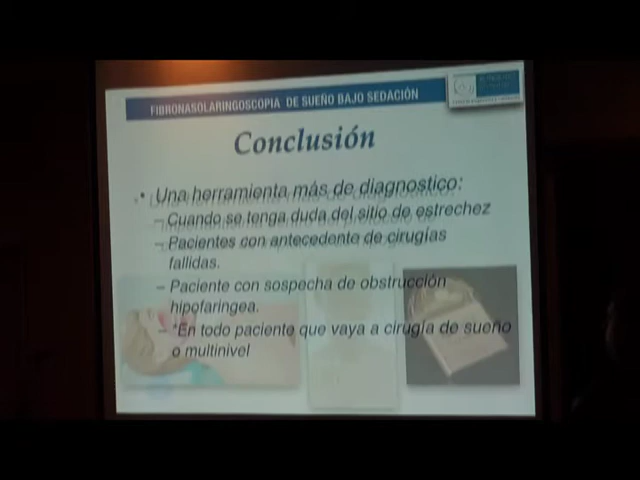 FIBRONASOLARINGOSCOPIA DE SUEÑO BAJO SEDACIÓN
Conclusión
• Una herramienta más de diagnostico:
– Cuando se tenga duda del sitio de estrechez
– Pacientes con antecedente de cirugías
fallidas.
– Paciente con sospecha de obstrucción
hipofaringea.
– *En todo paciente que vaya a cirugía de sueño
o multinivel